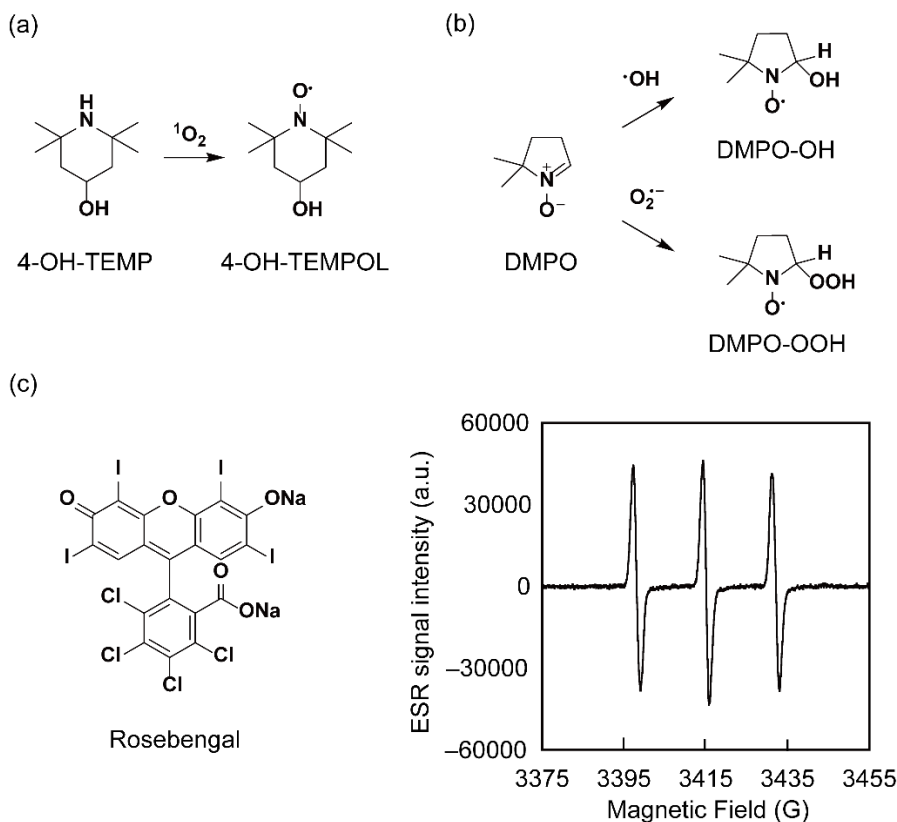 (a)
H
N
¹O₂
O•
N
OH
OH
4-OH-TEMP
4-OH-TEMPOL
(b)
•OH
N
O•
H
OH
DMPO-OH
N⁺
O⁻
DMPO
O₂•⁻
N
O•
H
OOH
DMPO-OOH
(c)
I
I
O
O
ONa
I
I
O
Cl
ONa
Cl
Cl
Cl
Rosebengal
ESR signal intensity (a.u.)
60000
30000
0
–30000
–60000
3375
3395
3415
3435
3455
Magnetic Field (G)